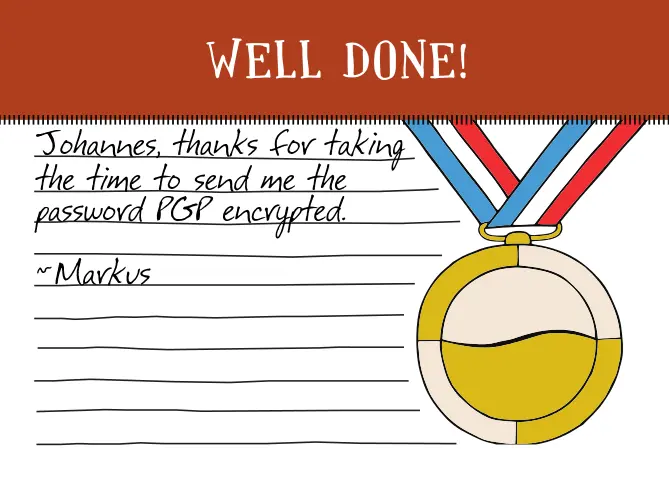 WELL DONE!
Johannes, thanks for taking
the time to send me the
password PGP encrypted.
~Markus